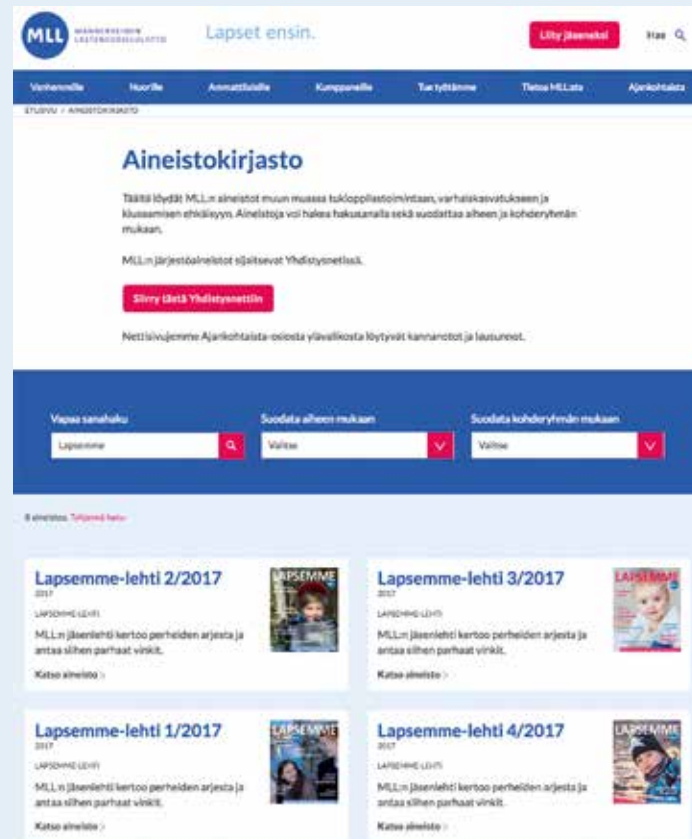 MLL MANNERHEIMIN
LASTENSUOJELULIITTO
Lapset ensin.
Liity jäseneksi
Hae
Vanhemmille Nuorille Ammattilaisille Kumppaneille Tue työtämme Tietoa MLLsta Ajankohtaista
ETUSIVU > AINEISTOKIRJASTO
Aineistokirjasto
Täältä löydät MLL:n aineistot muun muassa tukioppilastoimintaan, varhaiskasvatukseen ja
kiusaamisen ehkäisyyn. Aineistoja voi hakea hakusanalla sekä suodattaa aiheen ja kohderyhmän
mukaan.
MLL:n järjestöaineistot sijaitsevat Yhdistysnetissä.
Siirry tästä Yhdistysnettiin
Nettisivujemme Ajankohtaista-osiosta ylävalikosta löytyvät kannanotot ja lausunnot.
Vapaa sanahaku Suodata aiheen mukaan Suodata kohderyhmän mukaan
Lapsemme Valitse Valitse
8 aineistoa. Tyhjennä haku
Lapsemme-lehti 2/2017
2017
LAPSEMME-LEHTI
MLL:n jäsenlehti kertoo perheiden arjesta ja
antaa siihen parhaat vinkit.
Katso aineisto >
LAPSEMME
Lapsemme-lehti 3/2017
2017
LAPSEMME-LEHTI
MLL:n jäsenlehti kertoo perheiden arjesta ja
antaa siihen parhaat vinkit.
Katso aineisto >
LAPSEMME
Lapsemme-lehti 1/2017
2017
LAPSEMME-LEHTI
MLL:n jäsenlehti kertoo perheiden arjesta ja
antaa siihen parhaat vinkit.
Katso aineisto >
LAPSEMME
Lapsemme-lehti 4/2017
2017
LAPSEMME-LEHTI
MLL:n jäsenlehti kertoo perheiden arjesta ja
antaa siihen parhaat vinkit.
Katso aineisto >
LAPSEMME